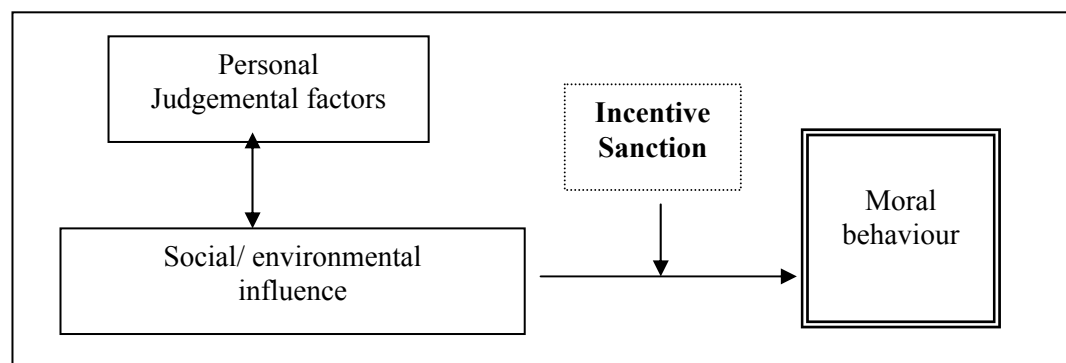 Personal
Judgemental factors
Incentive
Sanction
Moral
behaviour
Social/ environmental
influence